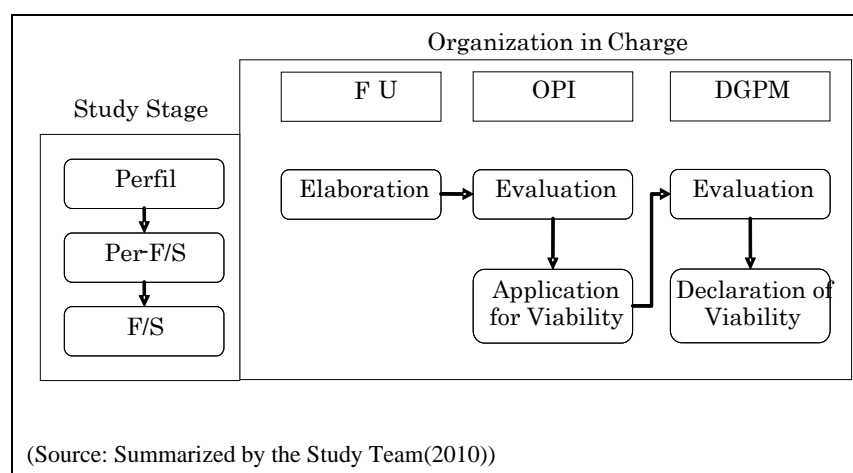 Organization in Charge
Study Stage
F U
OPI
DGPM
Perfil
Per-F/S
F/S
Elaboration
Evaluation
Evaluation
Application
for Viability
Declaration of
Viability
(Source: Summarized by the Study Team(2010))